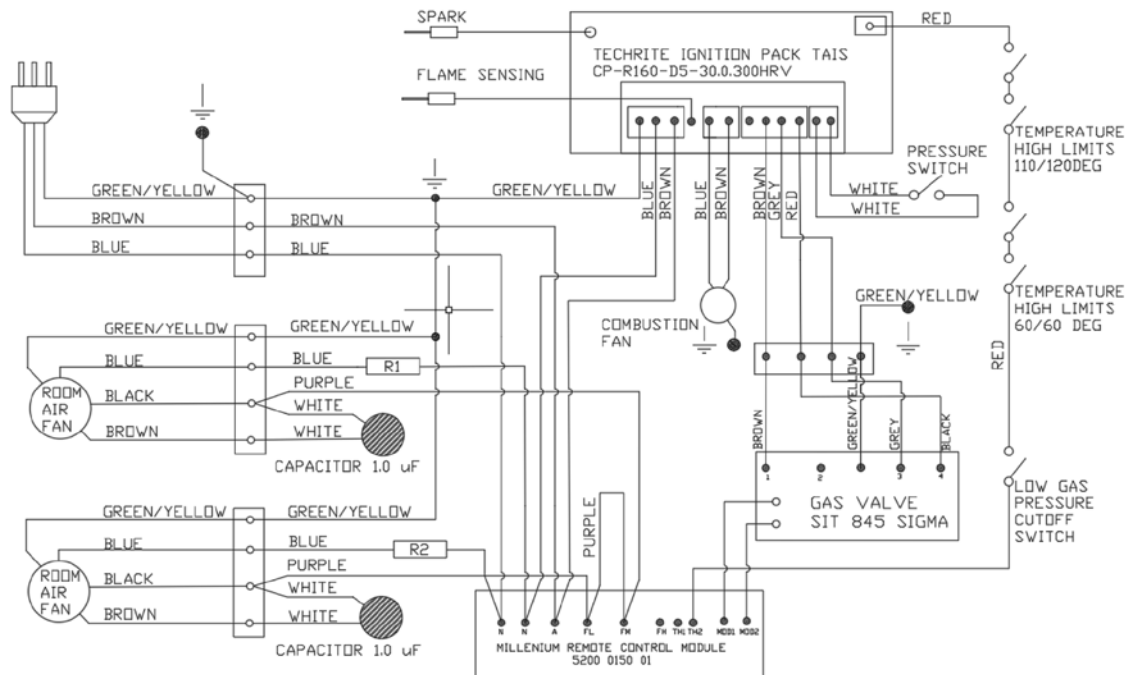 SPARK
RED
TECHRITE IGNITION PACK TAIS
CP-R160-D5-30.0.300HRV
FLAME SENSING
TEMPERATURE
HIGH LIMITS
110/120DEG
PRESSURE
SWITCH
WHITE
WHITE
BLUE
BROWN
BLUE
BROWN
BROWN
GREY
RED
GREEN/YELLOW
GREEN/YELLOW
BROWN
BROWN
BLUE
BLUE
GREEN/YELLOW
COMBUSTION
FAN
TEMPERATURE
HIGH LIMITS
60/60 DEG
RED
GREEN/YELLOW
GREEN/YELLOW
BLUE
BLUE
R1
ROOM
AIR
FAN
BLACK
PURPLE
WHITE
BROWN
WHITE
CAPACITOR 1.0 uF
BROWN
GREEN/YELLOW
GREY
BLACK
1
2
3
4
GAS VALVE
SIT 845 SIGMA
LOW GAS
PRESSURE
CUTOFF
SWITCH
GREEN/YELLOW
GREEN/YELLOW
BLUE
BLUE
R2
PURPLE
ROOM
AIR
FAN
BLACK
PURPLE
WHITE
BROWN
WHITE
CAPACITOR 1.0 uF
N
N
A
FL
FM
FH
TH1
TH2
MOD1
MOD2
MILLENIUM REMOTE CONTROL MODULE
5200 0150 01